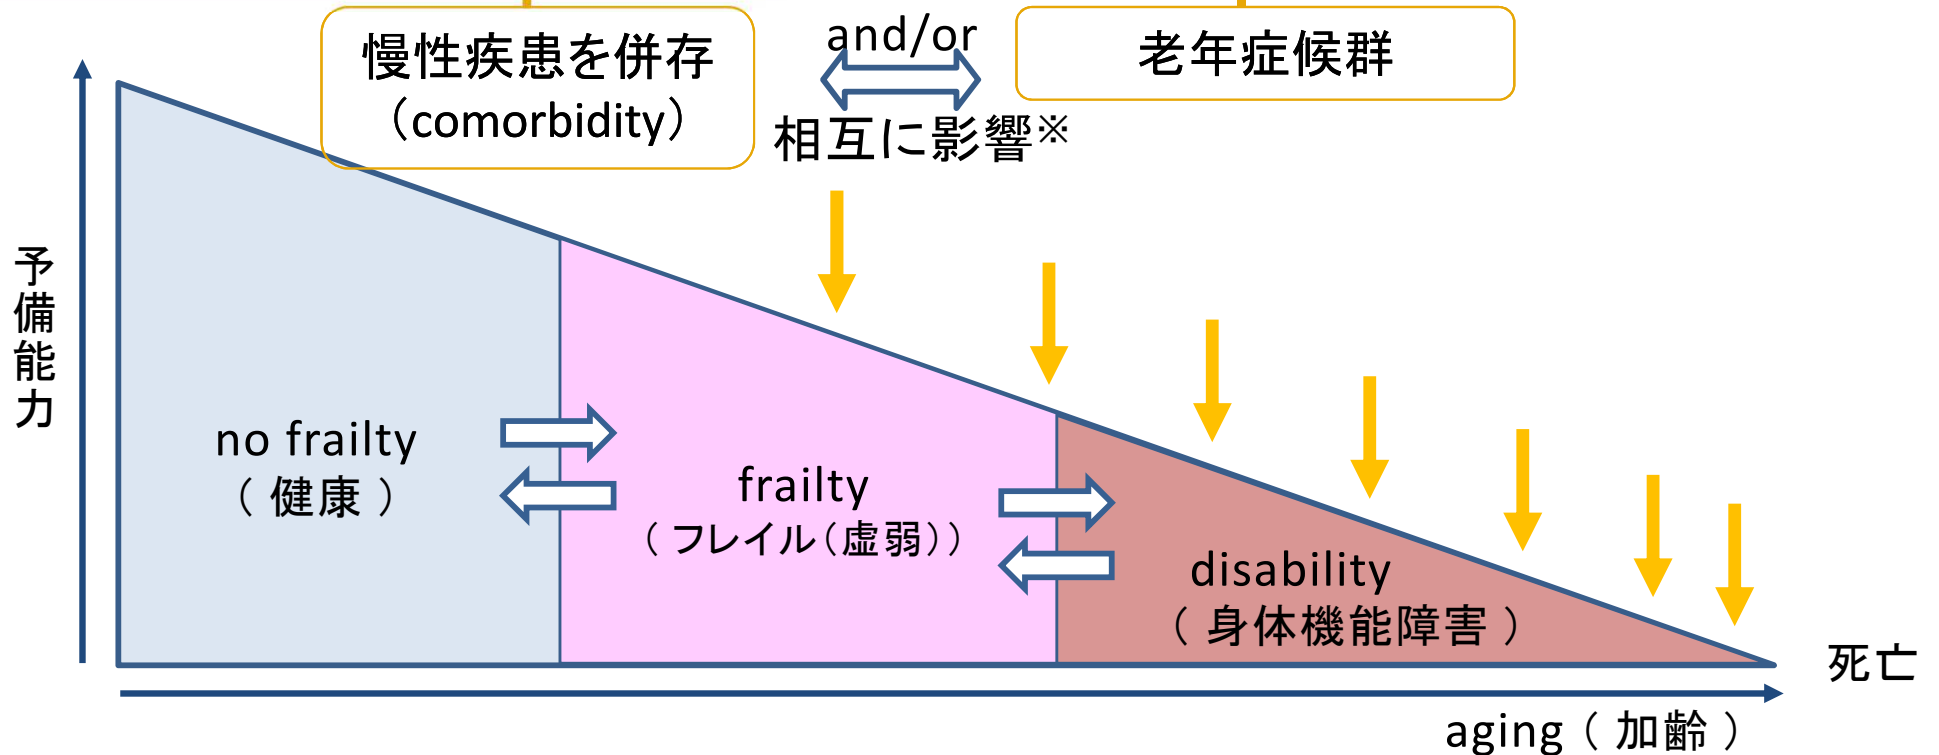 慢性疾患を併存
（comorbidity）
and/or
相互に影響※
老年症候群
予備能力
no frailty
（ 健康 ）
frailty
（ フレイル（虚弱））
disability
（ 身体機能障害 ）
死亡
aging（ 加齢 ）